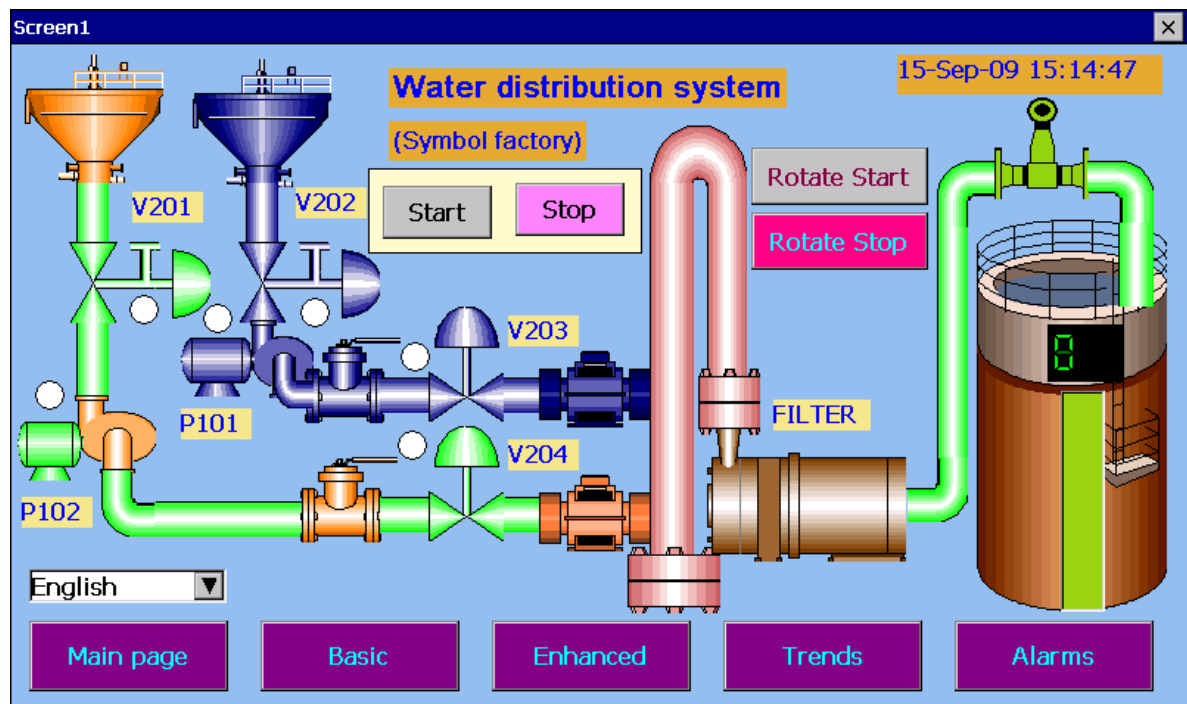 Screen1
Water distribution system
15-Sep-09 15:14:47
(Symbol factory)
Rotate Start
V201
V202
Start
Stop
Rotate Stop
V203
0
P101
FILTER
V204
P102
English
Main page
Basic
Enhanced
Trends
Alarms